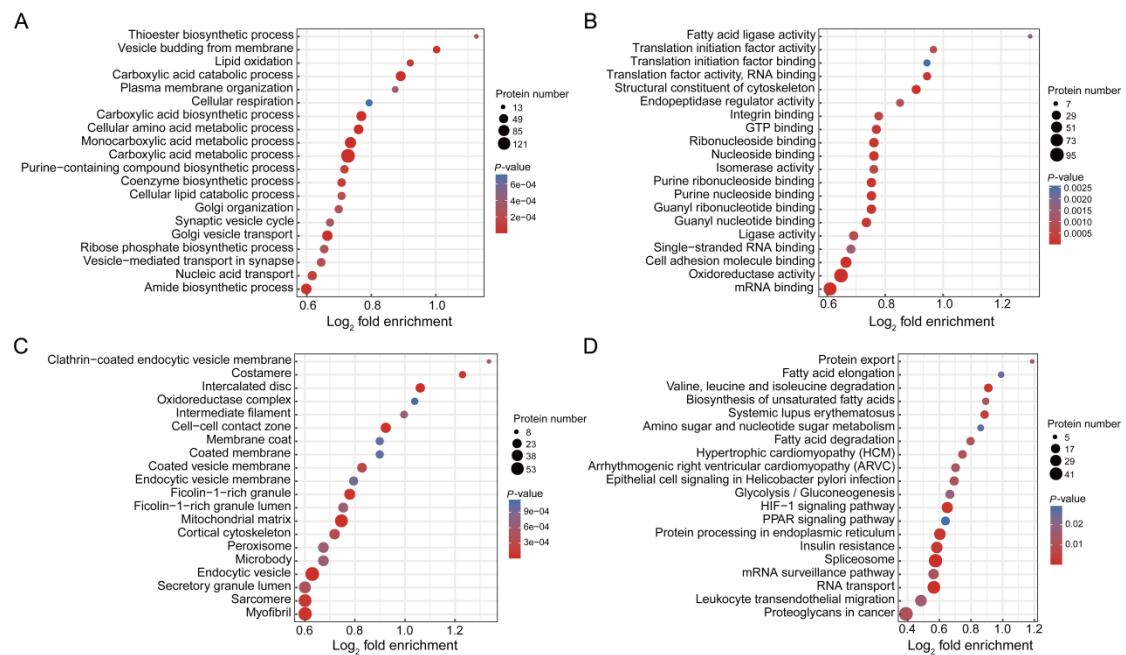 A
Thioester biosynthetic process
Vesicle budding from membrane
Lipid oxidation
Carboxylic acid catabolic process
Plasma membrane organization
Cellular respiration
Carboxylic acid biosynthetic process
Cellular amino acid metabolic process
Monocarboxylic acid metabolic process
Carboxylic acid metabolic process
Purine−containing compound biosynthetic process
Coenzyme biosynthetic process
Cellular lipid catabolic process
Golgi organization
Synaptic vesicle cycle
Golgi vesicle transport
Ribose phosphate biosynthetic process
Vesicle−mediated transport in synapse
Nucleic acid transport
Amide biosynthetic process
0.6 0.8 1.0
Log2 fold enrichment
Protein number
13
49
85
121
P-value
6e−04
4e−04
2e−04
B
Fatty acid ligase activity
Translation initiation factor activity
Translation initiation factor binding
Translation factor activity, RNA binding
Structural constituent of cytoskeleton
Endopeptidase regulator activity
Integrin binding
GTP binding
Ribonucleoside binding
Nucleoside binding
Isomerase activity
Purine ribonucleoside binding
Purine nucleoside binding
Guanyl ribonucleotide binding
Guanyl nucleotide binding
Ligase activity
Single−stranded RNA binding
Cell adhesion molecule binding
Oxidoreductase activity
mRNA binding
0.6 0.8 1.0 1.2
Log2 fold enrichment
Protein number
7
29
51
73
95
P-value
0.0025
0.0020
0.0015
0.0010
0.0005
C
Clathrin−coated endocytic vesicle membrane
Costamere
Intercalated disc
Oxidoreductase complex
Intermediate filament
Cell−cell contact zone
Membrane coat
Coated membrane
Coated vesicle membrane
Endocytic vesicle membrane
Ficolin−1−rich granule
Ficolin−1−rich granule lumen
Mitochondrial matrix
Cortical cytoskeleton
Peroxisome
Microbody
Endocytic vesicle
Secretory granule lumen
Sarcomere
Myofibril
0.6 0.8 1.0 1.2
Log2 fold enrichment
Protein number
8
23
38
53
P-value
9e−04
6e−04
3e−04
D
Protein export
Fatty acid elongation
Valine, leucine and isoleucine degradation
Biosynthesis of unsaturated fatty acids
Systemic lupus erythematosus
Amino sugar and nucleotide sugar metabolism
Fatty acid degradation
Hypertrophic cardiomyopathy (HCM)
Arrhythmogenic right ventricular cardiomyopathy (ARVC)
Epithelial cell signaling in Helicobacter pylori infection
Glycolysis / Gluconeogenesis
HIF−1 signaling pathway
PPAR signaling pathway
Protein processing in endoplasmic reticulum
Insulin resistance
Spliceosome
mRNA surveillance pathway
RNA transport
Leukocyte transendothelial migration
Proteoglycans in cancer
0.4 0.6 0.8 1.0 1.2
Log2 fold enrichment
Protein number
5
17
29
41
P-value
0.02
0.01